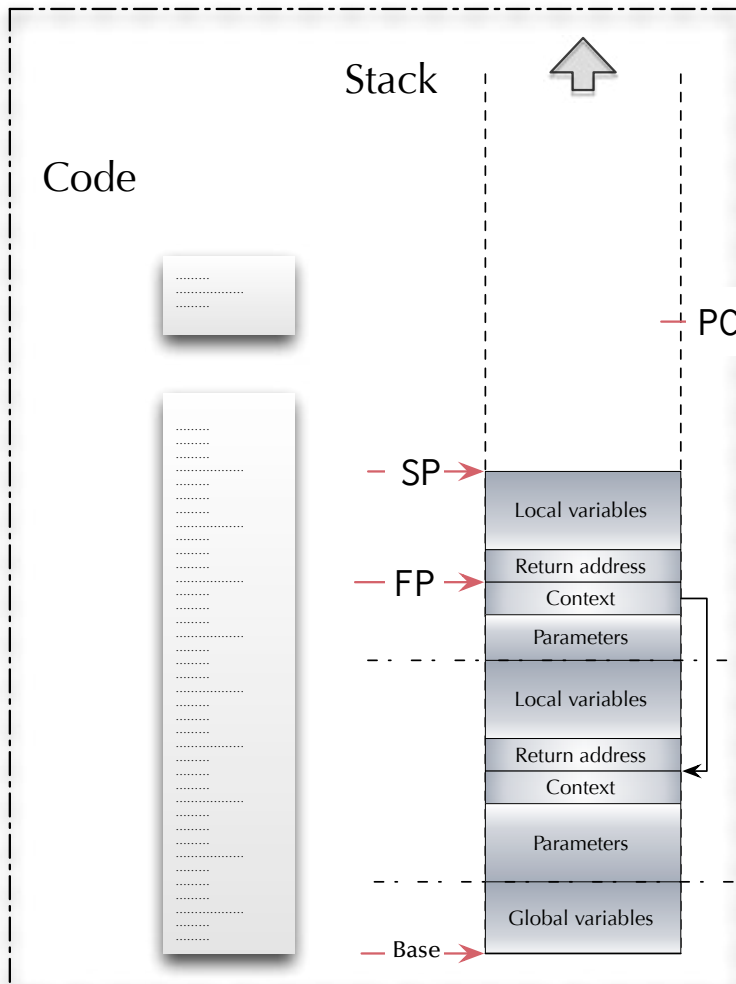 Stack
Code
PC
SP
Local variables
Return address
FP
Context
Parameters
Local variables
Return address
Context
Parameters
Global variables
Base